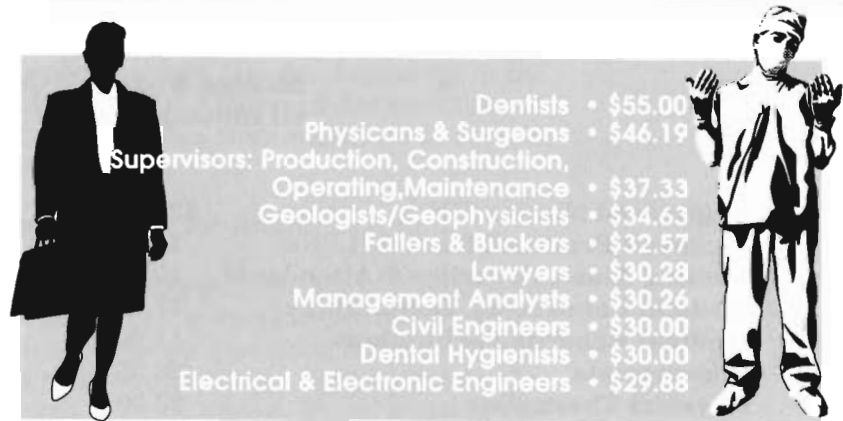 Dentists • $55.00
Physicans & Surgeons • $46.19
Supervisors: Production, Construction,
Operating,Maintenance • $37.33
Geologists/Geophysicists • $34.63
Fallers & Buckers • $32.57
Lawyers • $30.28
Management Analysts • $30.26
Civil Engineers • $30.00
Dental Hygienists • $30.00
Electrical & Electronic Engineers • $29.88